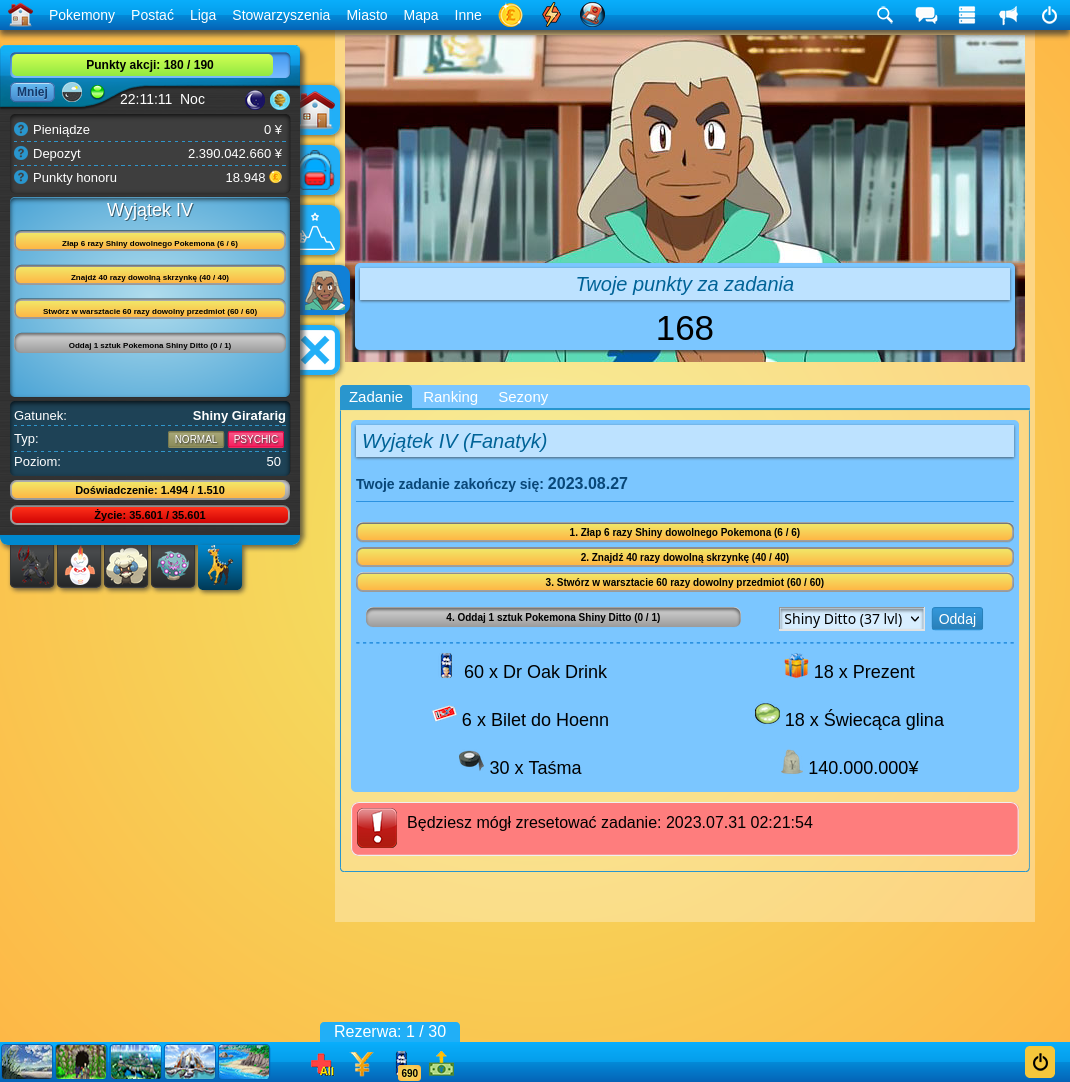 Pokemony Postać Liga Stowarzyszenia Miasto Mapa Inne
Punkty akcji: 180 / 190
Mniej 22:11:11 Noc
Pieniądze 0 ¥
Depozyt 2.390.042.660 ¥
Punkty honoru 18.948
Wyjątek IV
Złap 6 razy Shiny dowolnego Pokemona (6 / 6)
Znajdź 40 razy dowolną skrzynkę (40 / 40)
Stwórz w warsztacie 60 razy dowolny przedmiot (60 / 60)
Oddaj 1 sztuk Pokemona Shiny Ditto (0 / 1)
Gatunek: Shiny Girafarig
Typ: NORMAL PSYCHIC
Poziom: 50
Doświadczenie: 1.494 / 1.510
Życie: 35.601 / 35.601
Twoje punkty za zadania
168
Zadanie Ranking Sezony
Wyjątek IV (Fanatyk)
Twoje zadanie zakończy się: 2023.08.27
1. Złap 6 razy Shiny dowolnego Pokemona (6 / 6)
2. Znajdź 40 razy dowolną skrzynkę (40 / 40)
3. Stwórz w warsztacie 60 razy dowolny przedmiot (60 / 60)
4. Oddaj 1 sztuk Pokemona Shiny Ditto (0 / 1) Shiny Ditto (37 lvl) Oddaj
60 x Dr Oak Drink 18 x Prezent
6 x Bilet do Hoenn 18 x Świecąca glina
30 x Taśma 140.000.000¥
Będziesz mógł zresetować zadanie: 2023.07.31 02:21:54
Rezerwa: 1 / 30
All 690